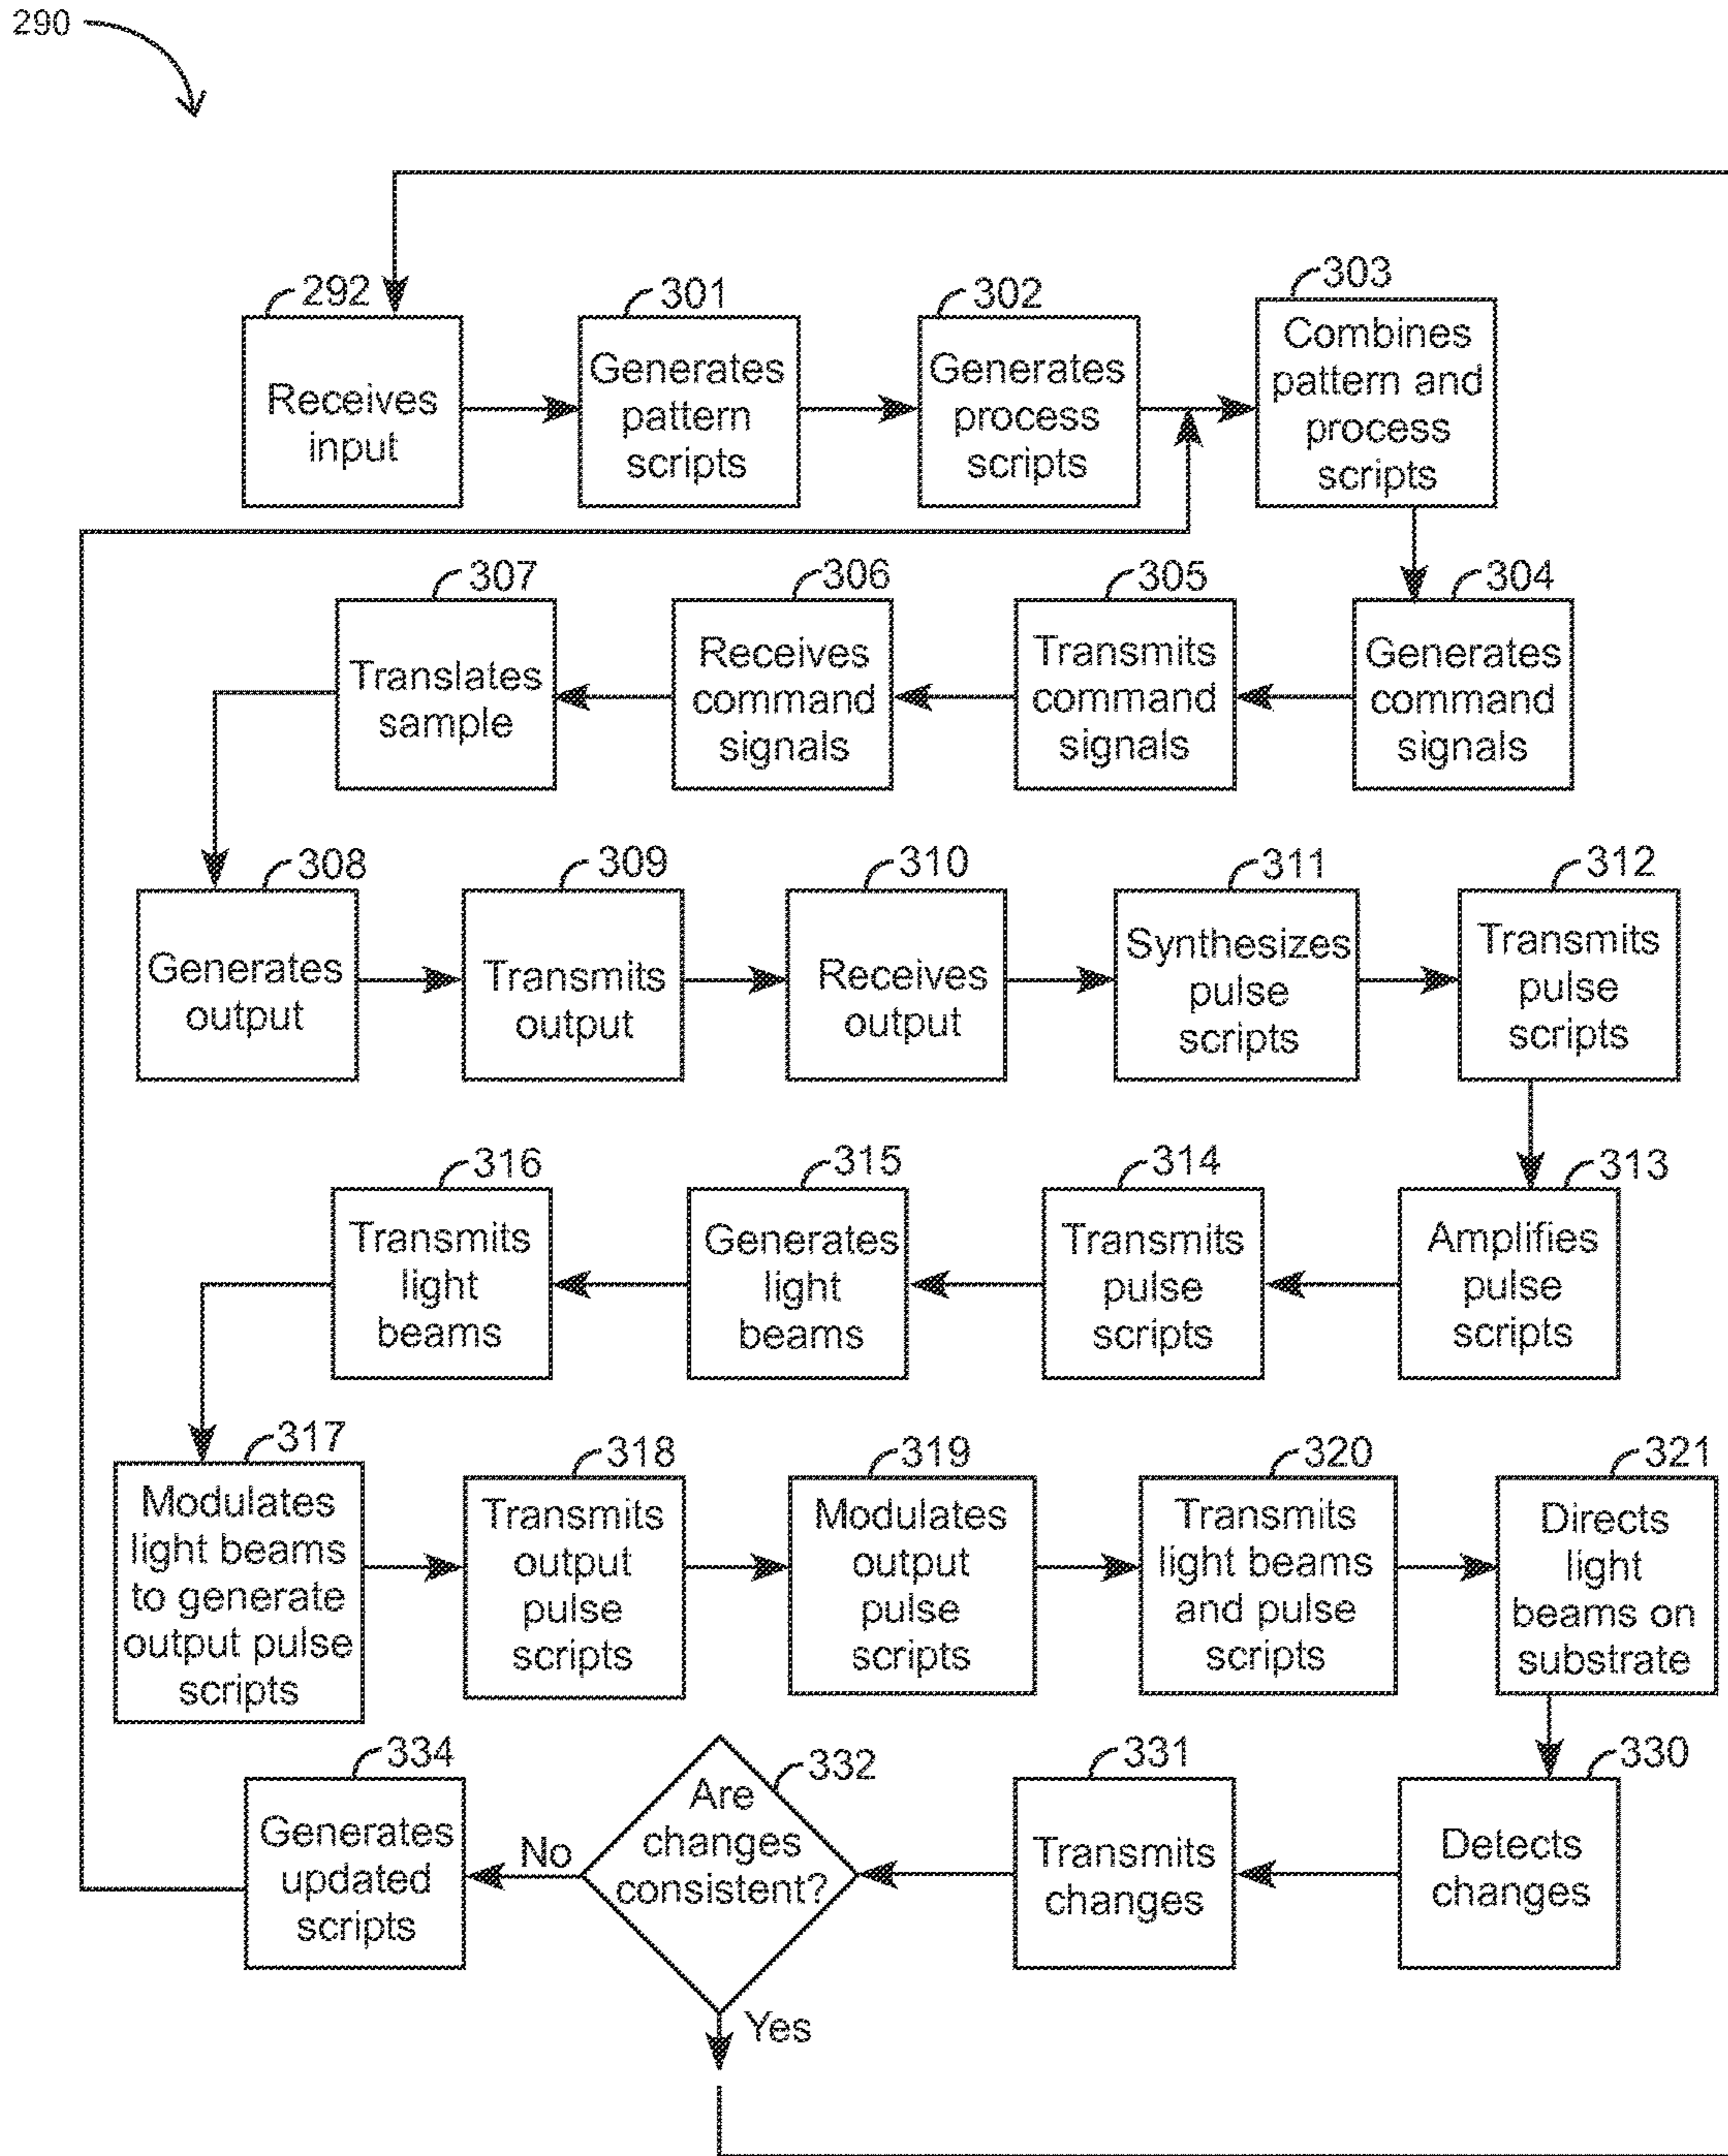 290
292
Receives
input
301
Generates
pattern
scripts
302
Generates
process
scripts
303
Combines
pattern and
process
scripts
307
Translates
sample
306
Receives
command
signals
305
Transmits
command
signals
304
Generates
command
signals
308
Generates
output
309
Transmits
output
310
Receives
output
311
Synthesizes
pulse
scripts
312
Transmits
pulse
scripts
316
Transmits
light
beams
315
Generates
light
beams
314
Transmits
pulse
scripts
313
Amplifies
pulse
scripts
317
Modulates
light beams
to generate
output pulse
scripts
318
Transmits
output
pulse
scripts
319
Modulates
output
pulse
scripts
320
Transmits
light beams
and pulse
scripts
321
Directs
light
beams on
substrate
334
Generates
updated
scripts
No
332
Are
changes
consistent?
Yes
331
Transmits
changes
330
Detects
changes